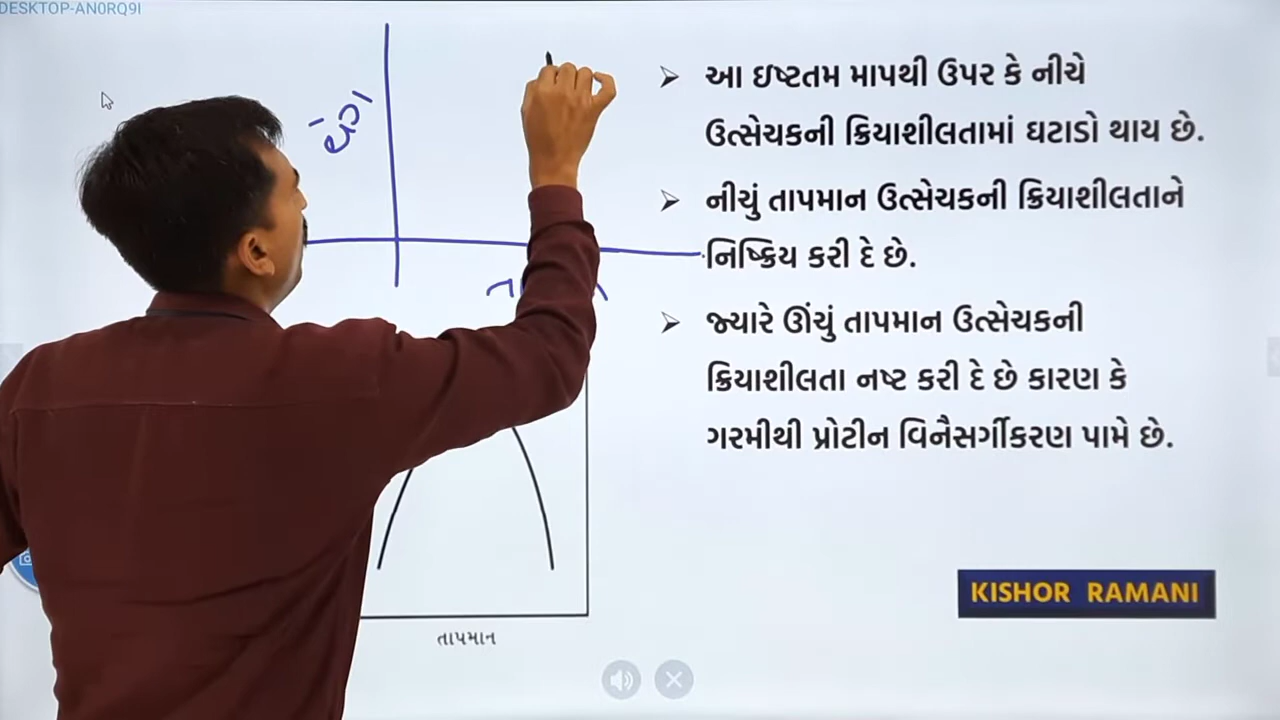 DESKTOP-AN0RQ9I
વેગ
આ ઇષ્ટતમ માપથી ઉપર કે નીચે
ઉત્સેચકની ક્રિયાશીલતામાં ઘટાડો થાય છે.
નીચું તાપમાન ઉત્સેચકની ક્રિયાશીલતાને
નિષ્ક્રિય કરી દે છે.
જ્યારે ઊંચું તાપમાન ઉત્સેચકની
ક્રિયાશીલતા નષ્ટ કરી દે છે કારણ કે
ગરમીથી પ્રોટીન વિનૈસર્ગીકરણ પામે છે.
KISHOR RAMANI
તાપમાન